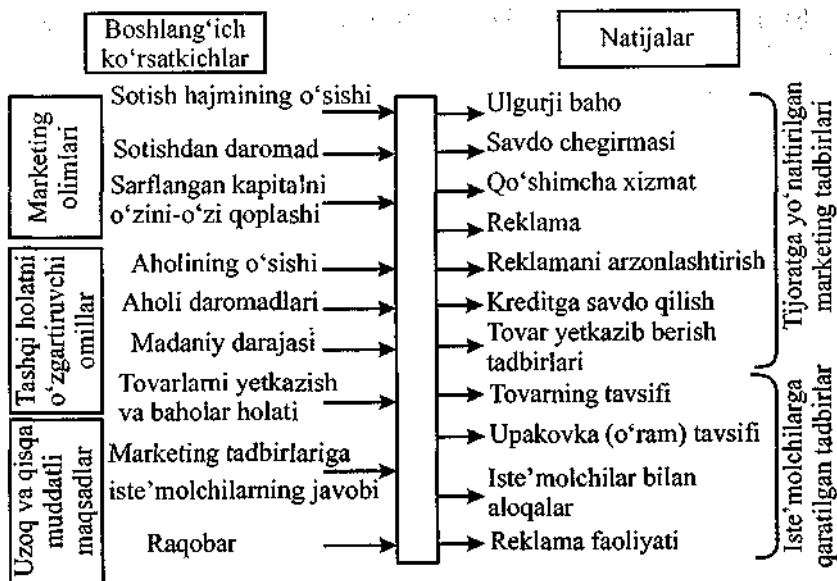 Boshlang‘ich
ko‘rsatkichlar
Natijalar
Marketing
olimlari
Sotish hajmining o‘sishi
Sotishdan daromad
Sarflangan kapitalni
o‘zini-o‘zi qoplashi
Tashqi holatni
o‘zgartiruvchi
omillar
Aholining o‘sishi
Aholi daromadlari
Madaniy darajasi
Tovarlarni yetkazish
va baholar holati
Uzoq va qisqa
muddatli
maqsadlar
Marketing tadbirlariga
iste’molchilarning javobi
Raqobar
Ulgurji baho
Savdo chegirmasi
Qo‘shimcha xizmat
Reklama
Reklamani arzonlashtirish
Kreditga savdo qilish
Tovar yetkazib berish
tadbirlari
Tovarning tavsifi
Upakovka (o‘ram) tavsifi
Iste’molchilar bilan
aloqalar
Reklama faoliyati
Tijoratga yo‘naltirilgan
marketing tadbirlari
Iste’molchilarga
qaratilgan tadbirlar